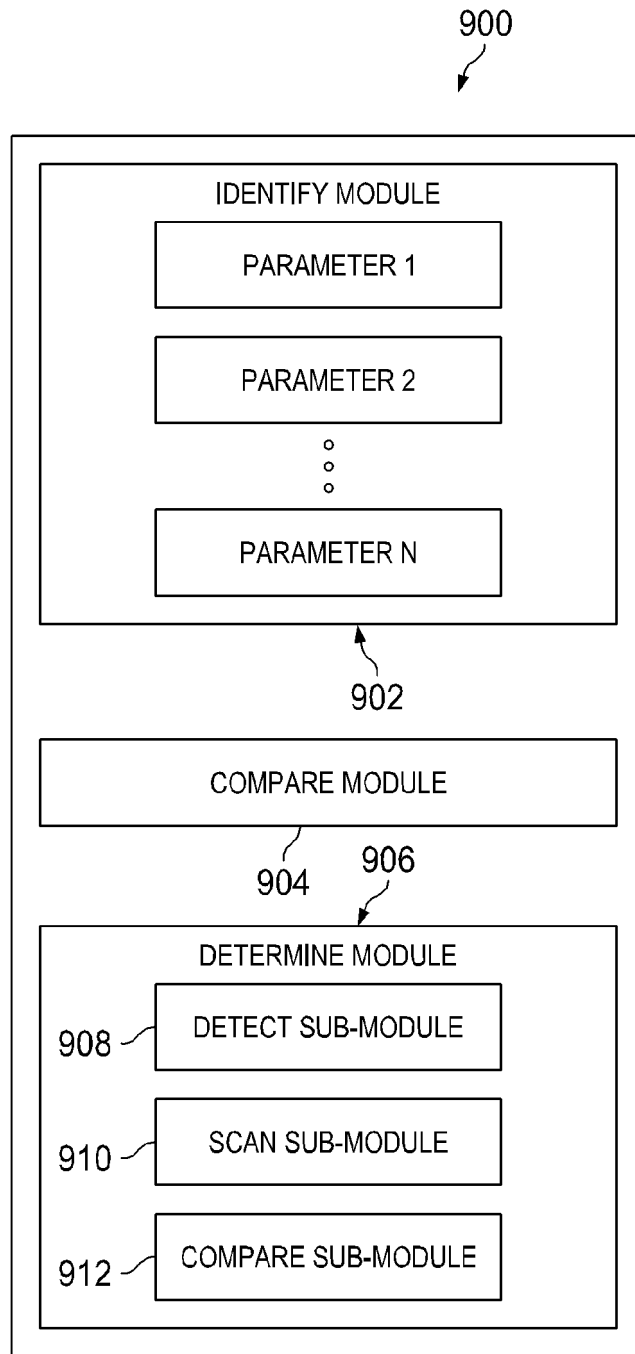 900
IDENTIFY MODULE
PARAMETER 1
PARAMETER 2
PARAMETER N
902
COMPARE MODULE
904
906
DETERMINE MODULE
908
DETECT SUB-MODULE
910
SCAN SUB-MODULE
912
COMPARE SUB-MODULE